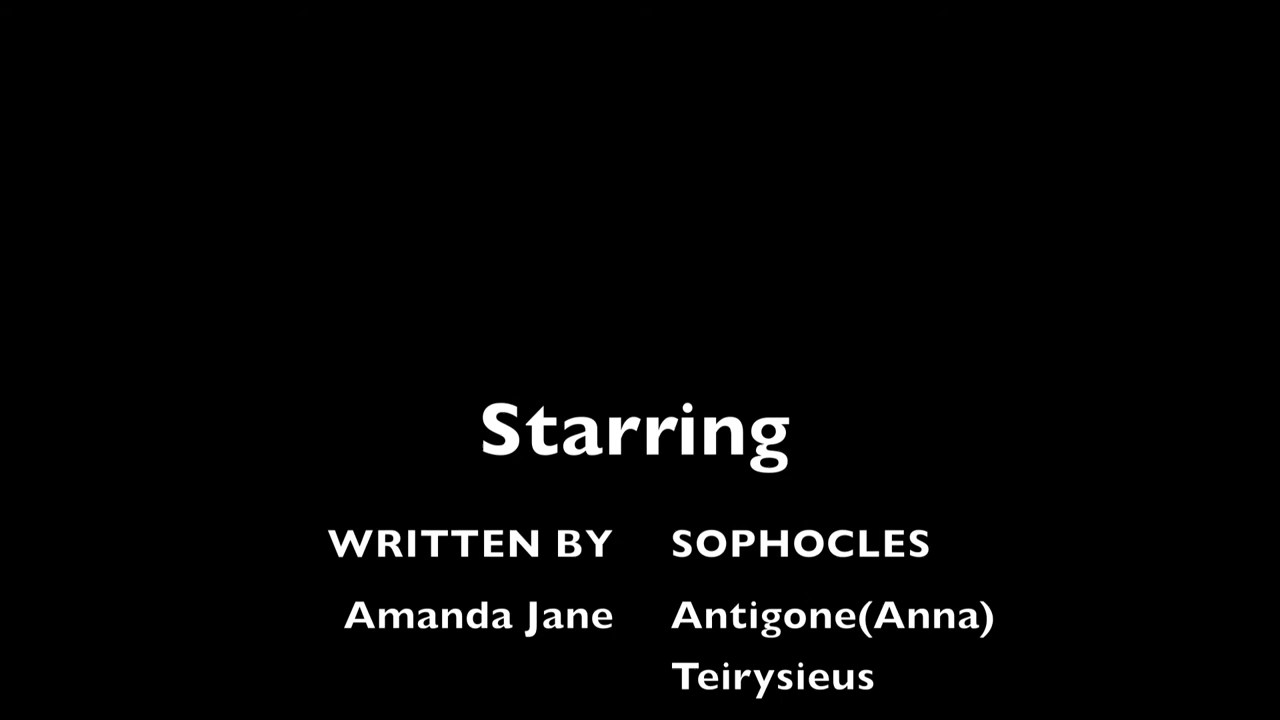 Starring
WRITTEN BY SOPHOCLES
Amanda Jane Antigone(Anna)
Teirysieus